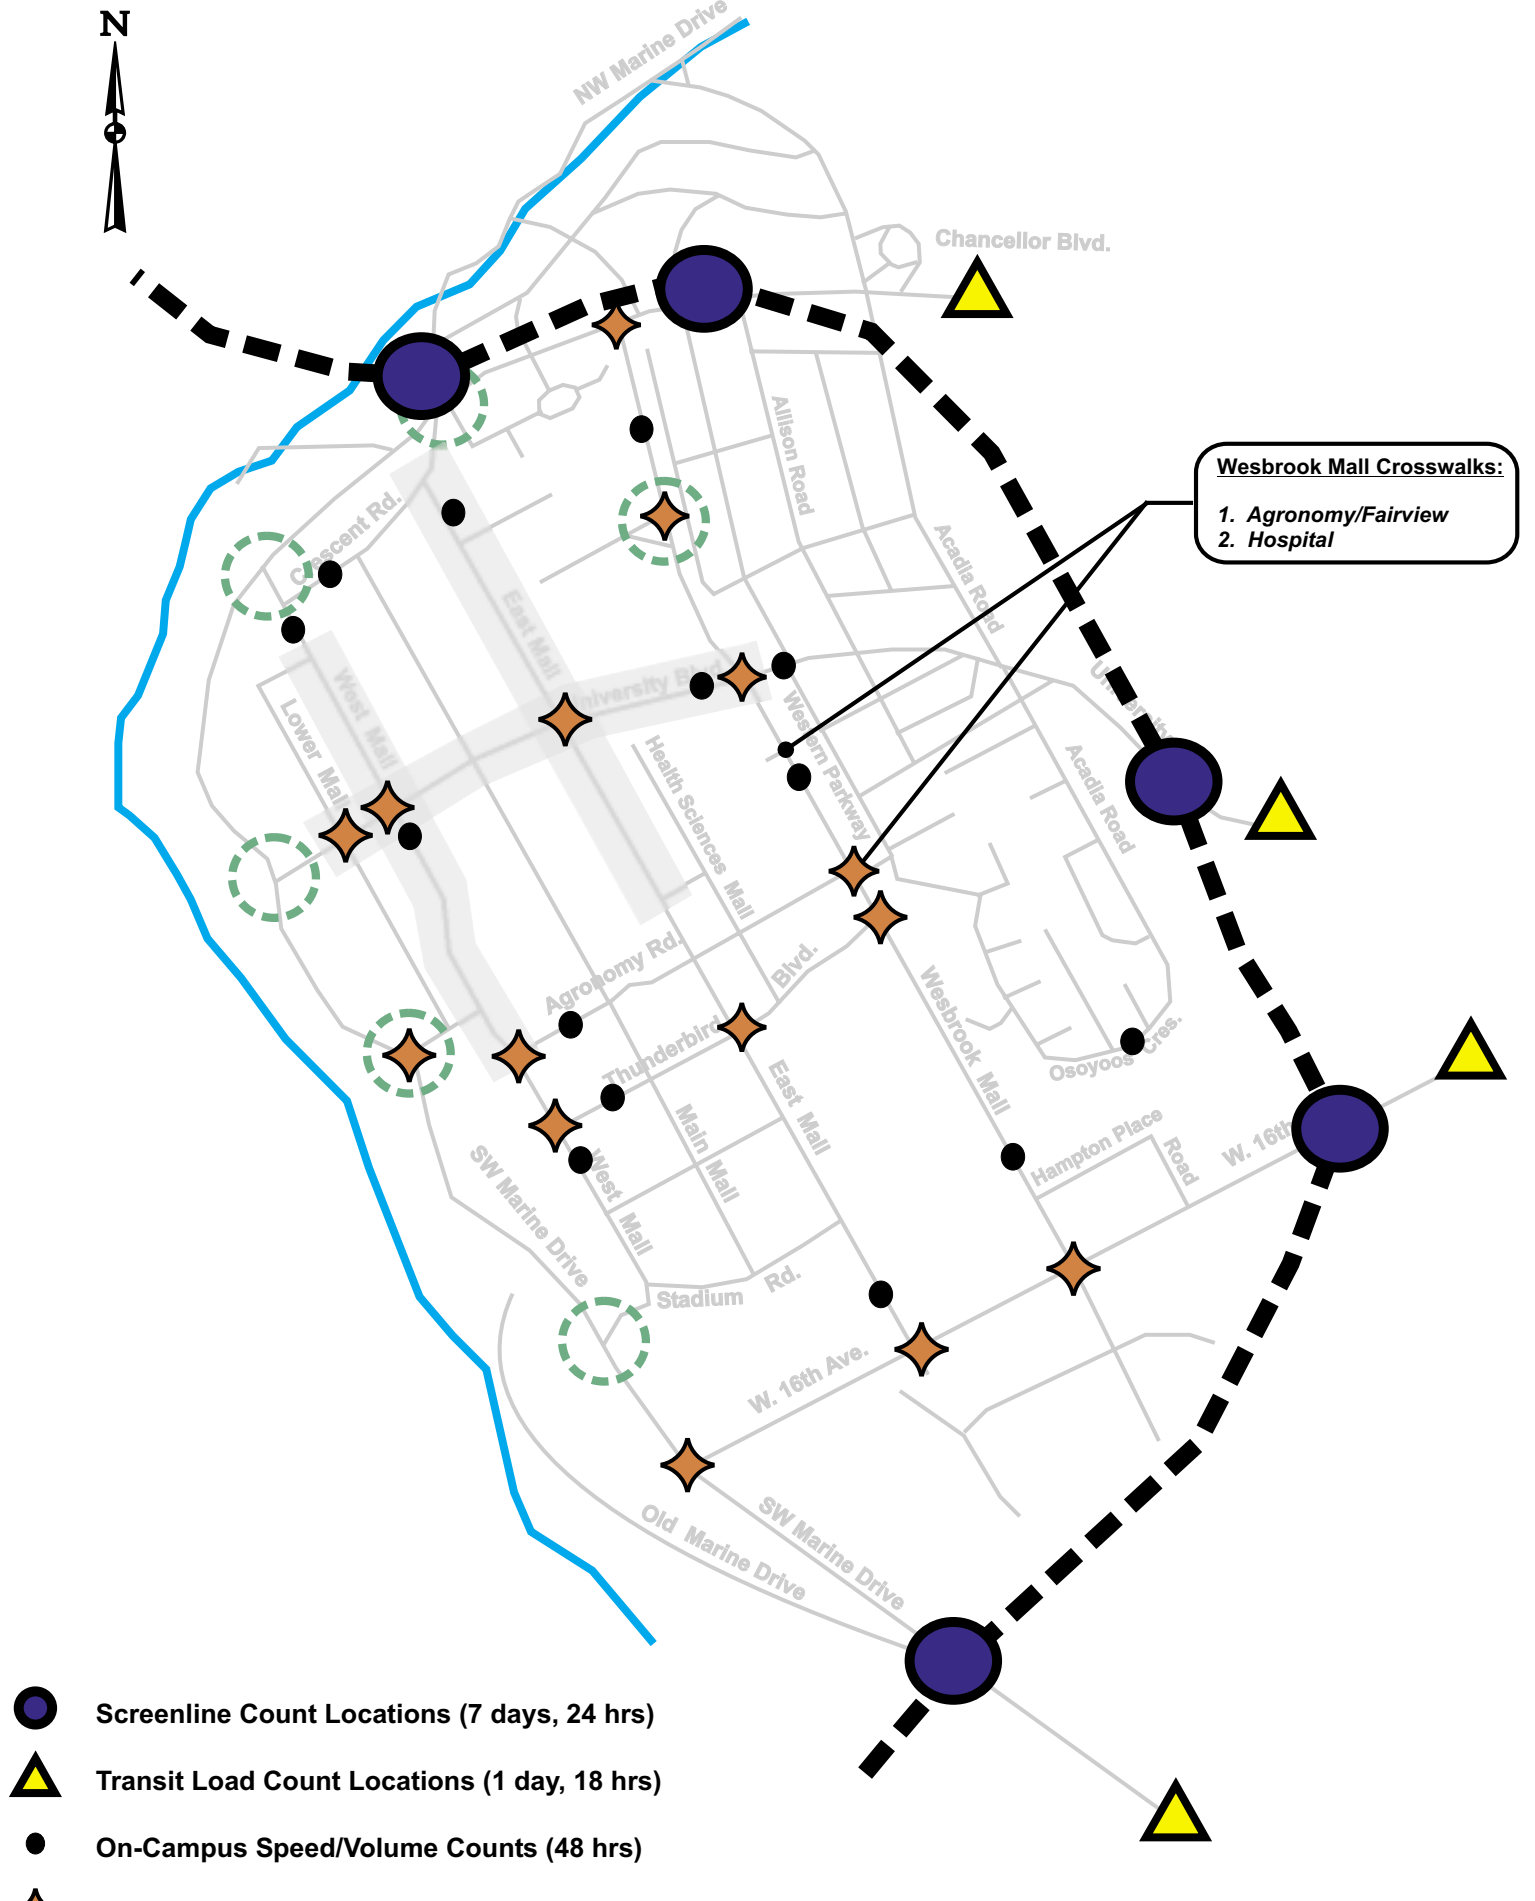 N
NW Marine Drive
Chancellor Blvd.
Allison Road
Wesbrook Mall Crosswalks:
1. Agronomy/Fairview
2. Hospital
Crescent Rd.
Acadia Road
East Mall
University Blvd.
University
West Mall
Lower Mall
Western Parkway
Health Sciences Mall
Acadia Road
Agronomy Rd.
Thunderbird Blvd.
Wesbrook Mall
Osoyoos Cres.
East Mall
Main Mall
Hampton Place
Road
W. 16th
SW Marine Drive
West Mall
Stadium Rd.
W. 16th Ave.
Old Marine Drive
SW Marine Drive
Screenline Count Locations (7 days, 24 hrs)
Transit Load Count Locations (1 day, 18 hrs)
On-Campus Speed/Volume Counts (48 hrs)